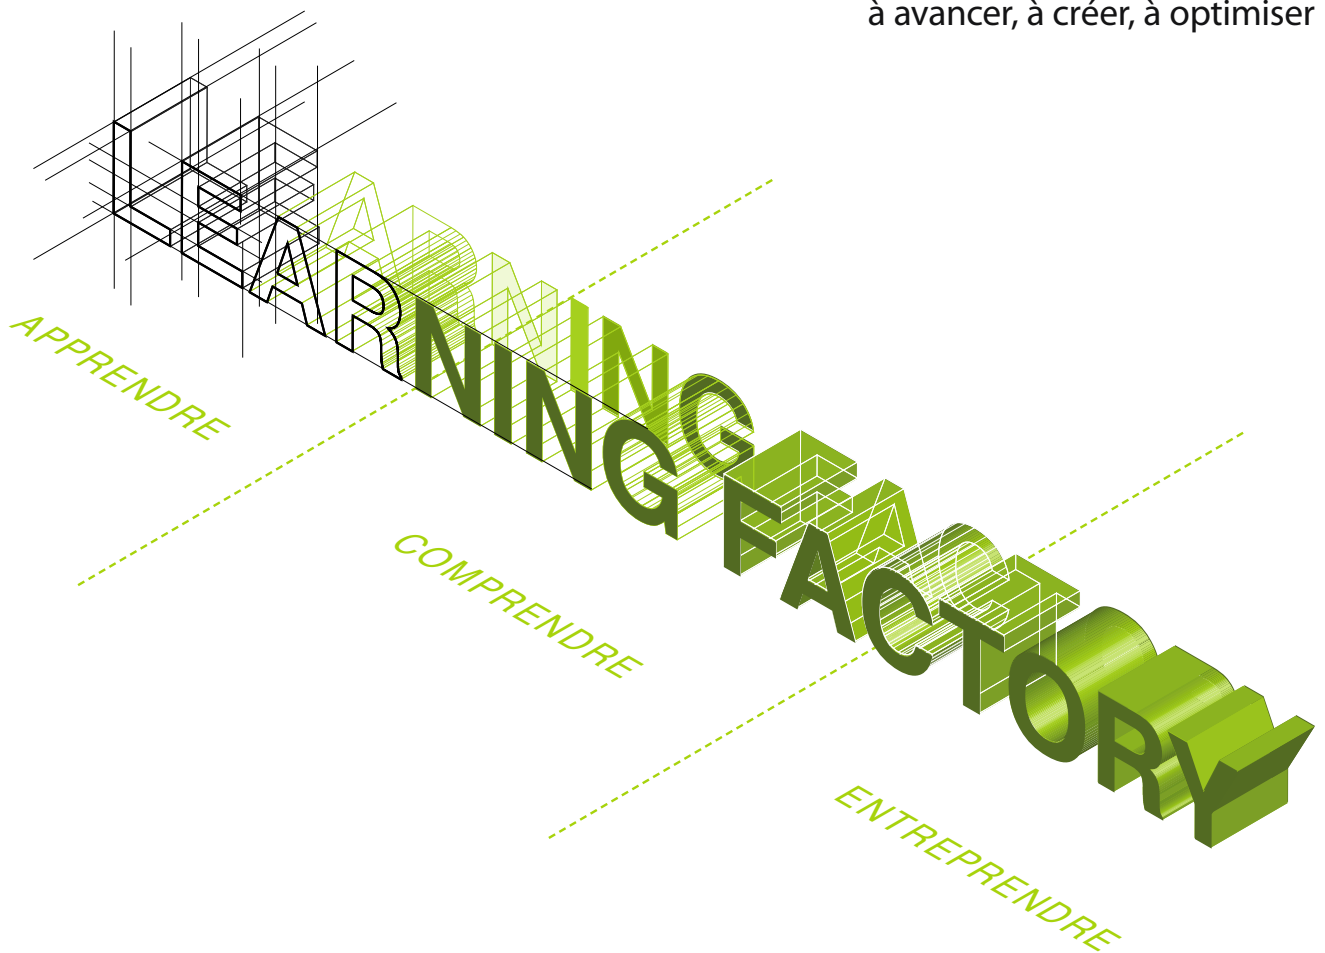 à avancer, à créer, à optimiser
LEARNING FACTORY
APPRENDRE
COMPRENDRE
ENTREPRENDRE